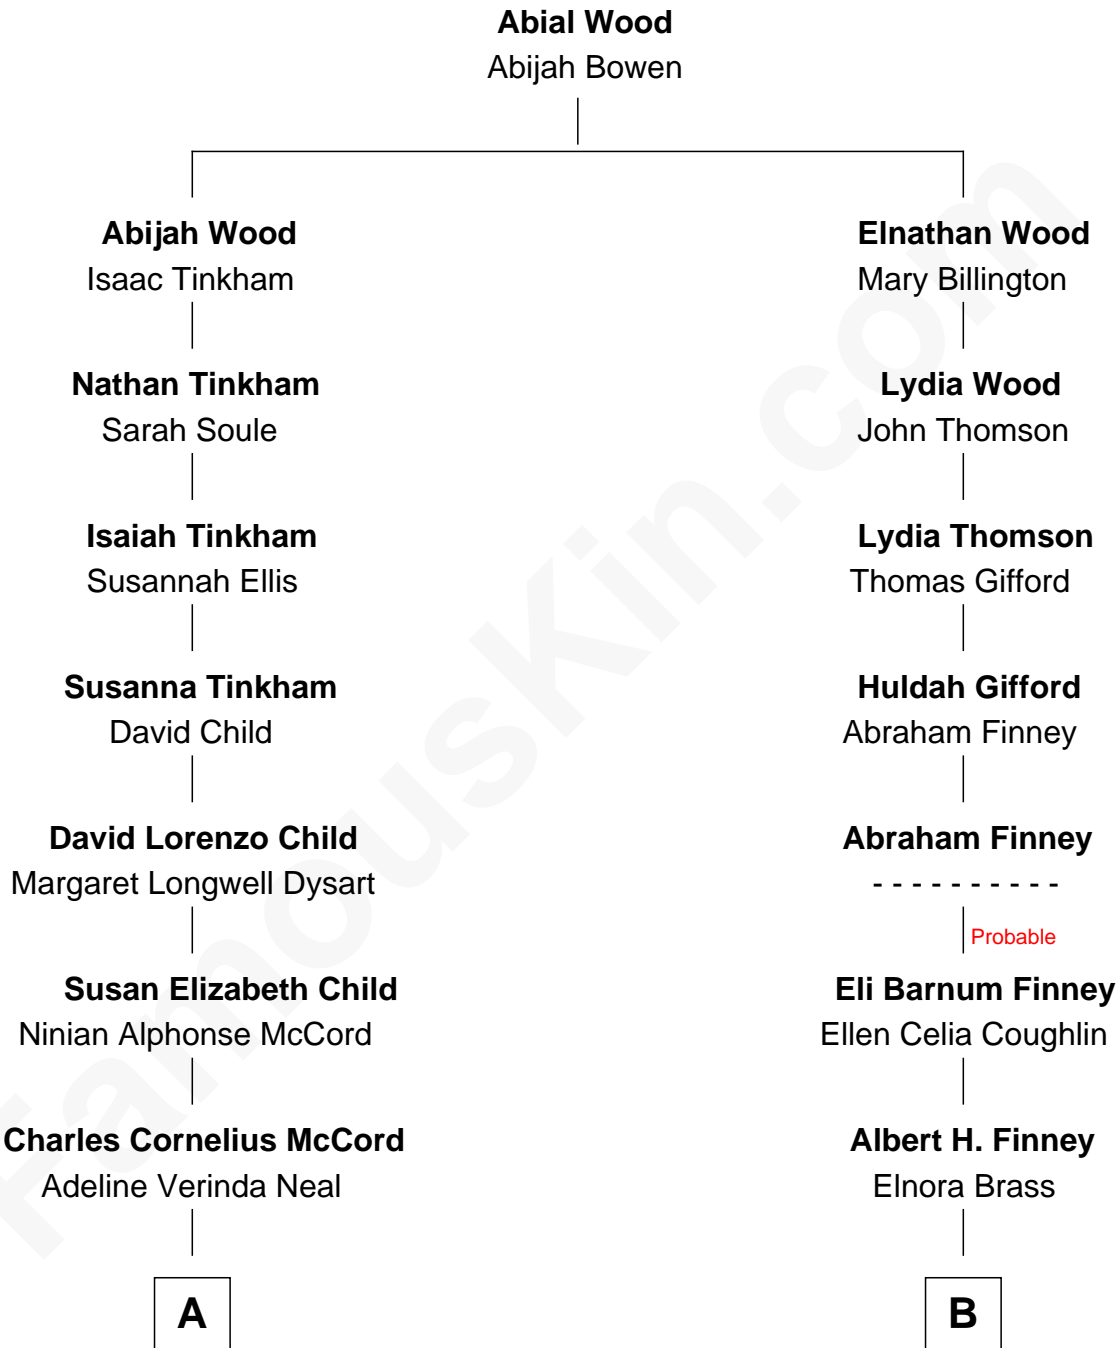 Abial Wood
Abijah Bowen
Abijah Wood
Isaac Tinkham
Elnathan Wood
Mary Billington
Nathan Tinkham
Sarah Soule
Lydia Wood
John Thomson
Isaiah Tinkham
Susannah Ellis
Lydia Thomson
Thomas Gifford
Susanna Tinkham
David Child
Huldah Gifford
Abraham Finney
David Lorenzo Child
Margaret Longwell Dysart
Abraham Finney
- - - - - - - - - -
Probable
Susan Elizabeth Child
Ninian Alphonse McCord
Eli Barnum Finney
Ellen Celia Coughlin
Charles Cornelius McCord
Adeline Verinda Neal
Albert H. Finney
Elnora Brass
A
B
FamousKin.com